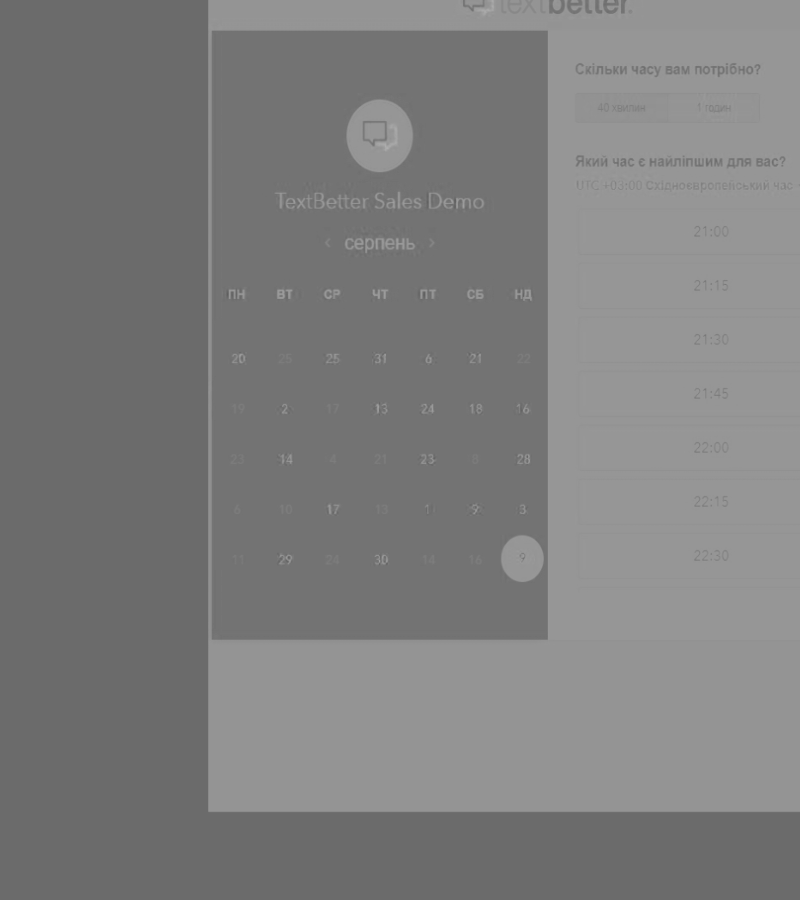 textbetter.
TextBetter Sales Demo
‹ серпень ›
ПН ВТ СР ЧТ ПТ СБ НД
20 26 25 31 6 21 22
19 2 17 13 24 18 16
23 14 4 21 23 8 28
6 10 17 13 1 9 3
11 29 24 30 14 16 9
Скільки часу вам потрібно?
40 хвилин 1 годин
Який час є найліпшим для вас?
UTC +03:00 Східноєвропейський час
21:00
21:15
21:30
21:45
22:00
22:15
22:30